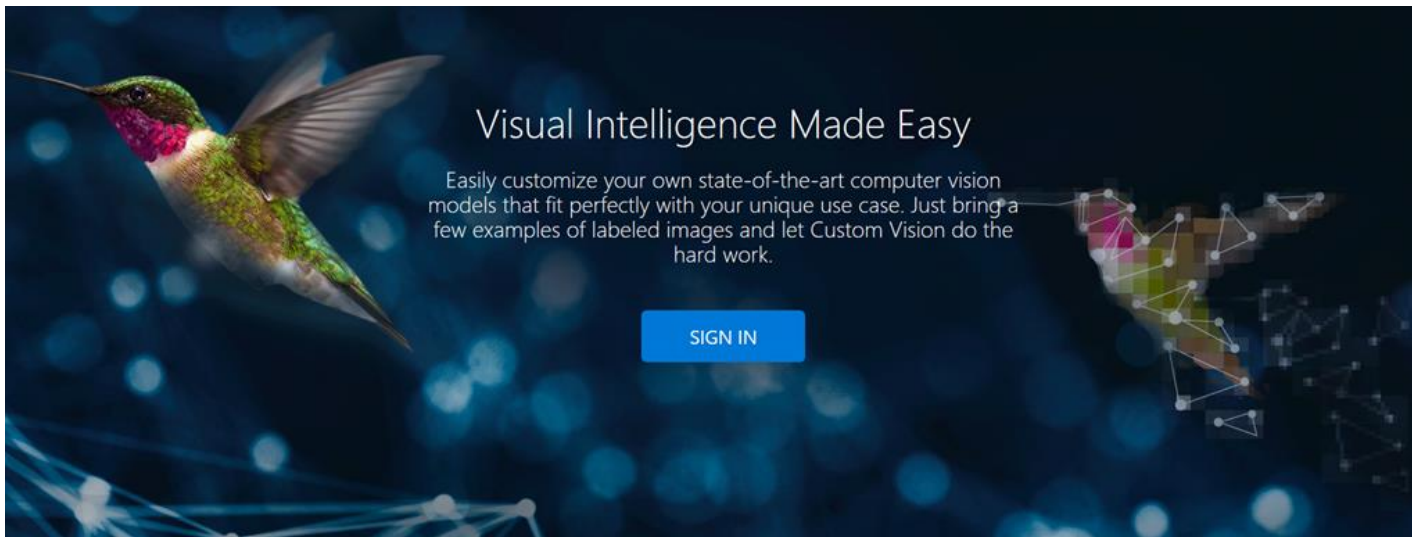 Visual Intelligence Made Easy
Easily customize your own state-of-the-art computer vision
models that fit perfectly with your unique use case. Just bring a
few examples of labeled images and let Custom Vision do the
hard work.
SIGN IN